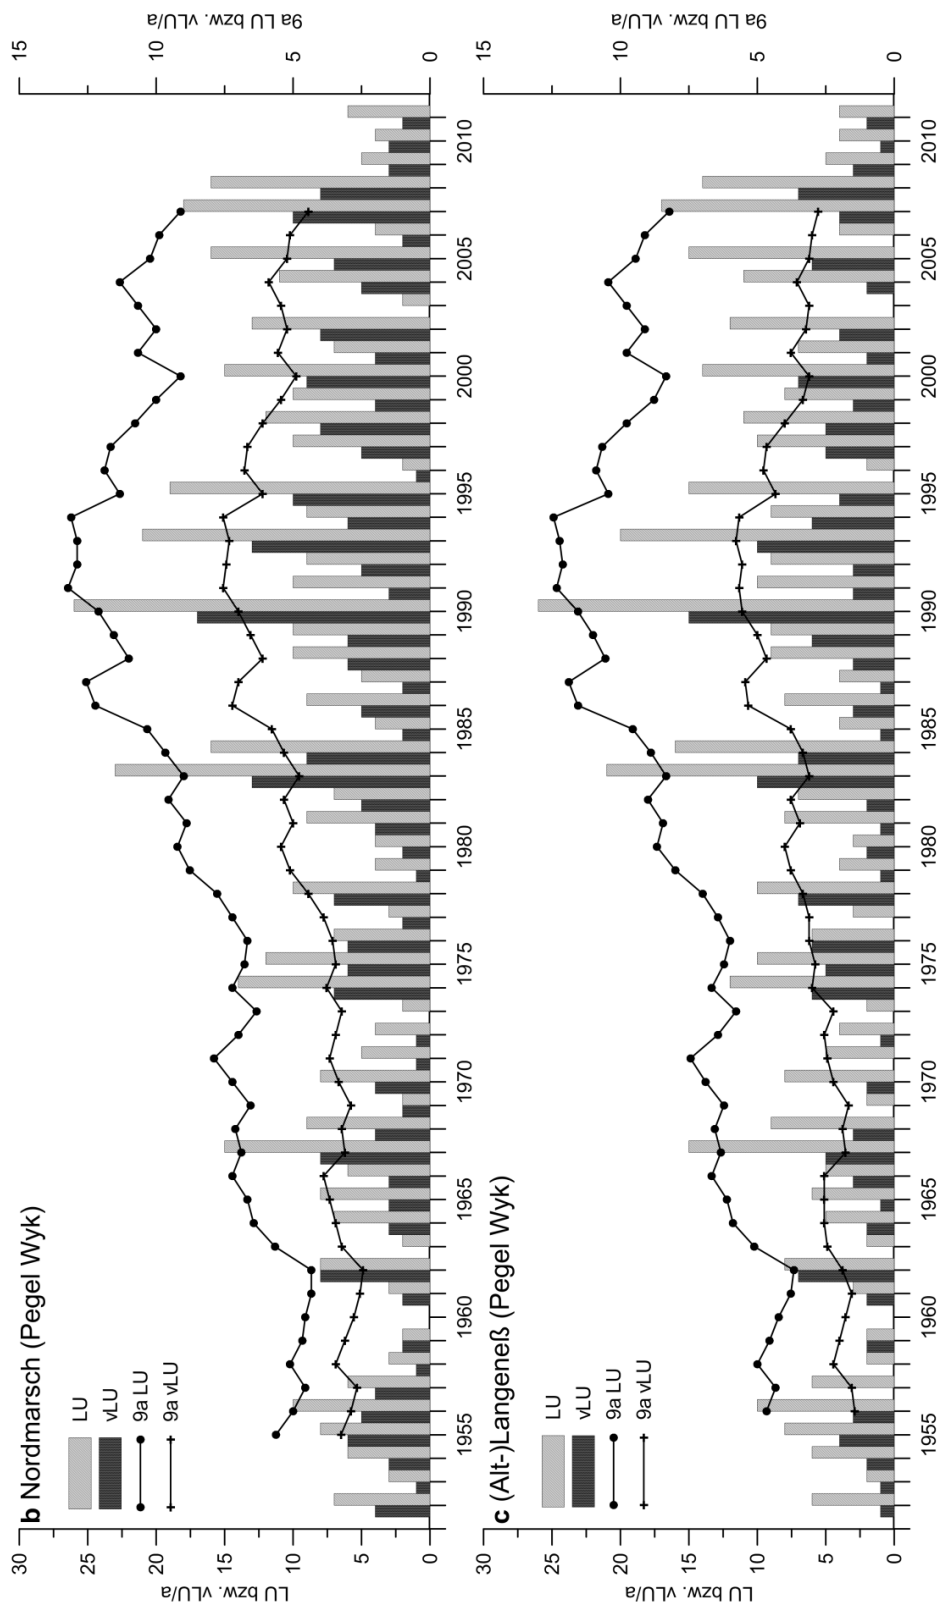 b Nordmarsch (Pegel Wyk)
LU
vLU
9a LU
9a vLU
LU bzw. vLU/a
30
25
20
15
10
5
0
9a LU bzw. vLU/a
15
10
5
0
1955 1960 1965 1970 1975 1980 1985 1990 1995 2000 2005 2010
c (Alt-)Langeneß (Pegel Wyk)
LU
vLU
9a LU
9a vLU
LU bzw. vLU/a
30
25
20
15
10
5
0
9a LU bzw. vLU/a
15
10
5
0
1955 1960 1965 1970 1975 1980 1985 1990 1995 2000 2005 2010